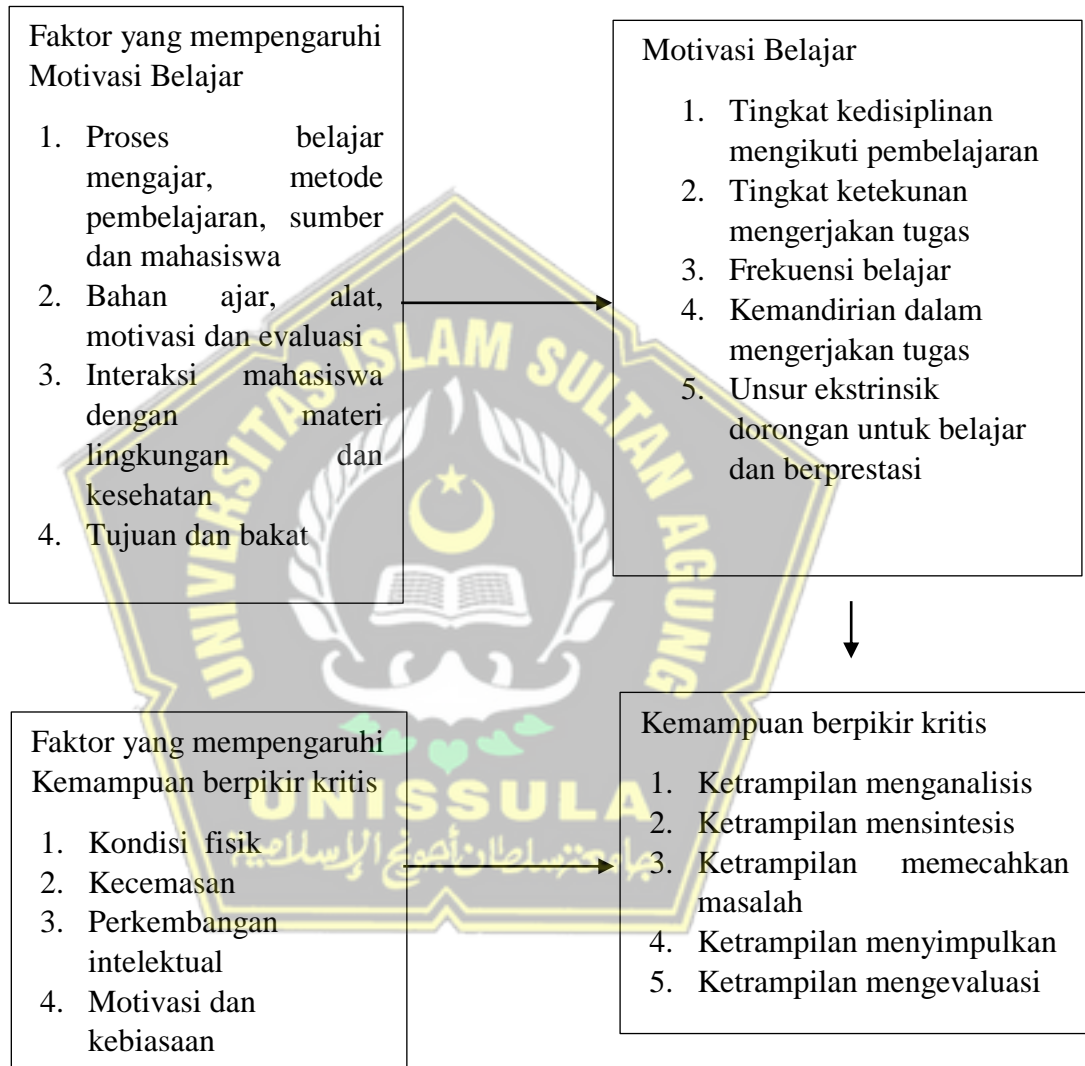 Faktor yang mempengaruhi
Motivasi Belajar
1. Proses belajar
mengajar, metode
pembelajaran, sumber
dan mahasiswa
2. Bahan ajar, alat,
motivasi dan evaluasi
3. Interaksi mahasiswa
dengan materi
lingkungan dan
kesehatan
4. Tujuan dan bakat
Motivasi Belajar
1. Tingkat kedisiplinan
mengikuti pembelajaran
2. Tingkat ketekunan
mengerjakan tugas
3. Frekuensi belajar
4. Kemandirian dalam
mengerjakan tugas
5. Unsur ekstrinsik
dorongan untuk belajar
dan berprestasi
Faktor yang mempengaruhi
Kemampuan berpikir kritis
1. Kondisi fisik
2. Kecemasan
3. Perkembangan
intelektual
4. Motivasi dan
kebiasaan
Kemampuan berpikir kritis
1. Ketrampilan menganalisis
2. Ketrampilan mensintesis
3. Ketrampilan memecahkan
masalah
4. Ketrampilan menyimpulkan
5. Ketrampilan mengevaluasi
UNIVERSITAS ISLAM SULTAN AGUNG
UNISSULA
جامعة سلطان أجونج الإسلامية